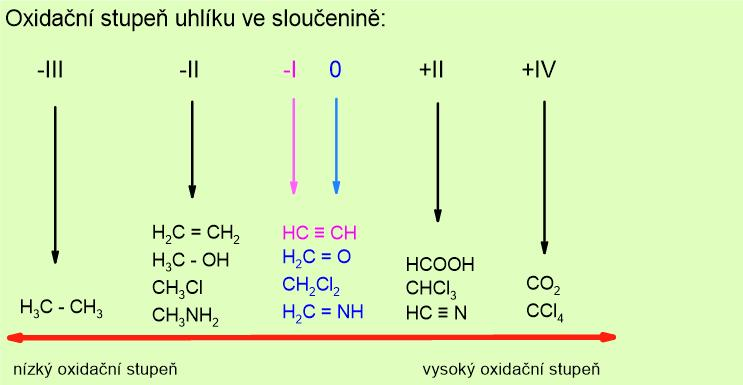 Oxidační stupeň uhlíku ve sloučenině:
-III -II -I 0 +II +IV
H₂C = CH₂
H₃C - OH
CH₃Cl
CH₃NH₂
HC ≡ CH
H₂C = O
CH₂Cl₂
H₂C = NH
HCOOH
CHCl₃
HC ≡ N
CO₂
CCl₄
H₃C - CH₃
nízký oxidační stupeň
vysoký oxidační stupeň